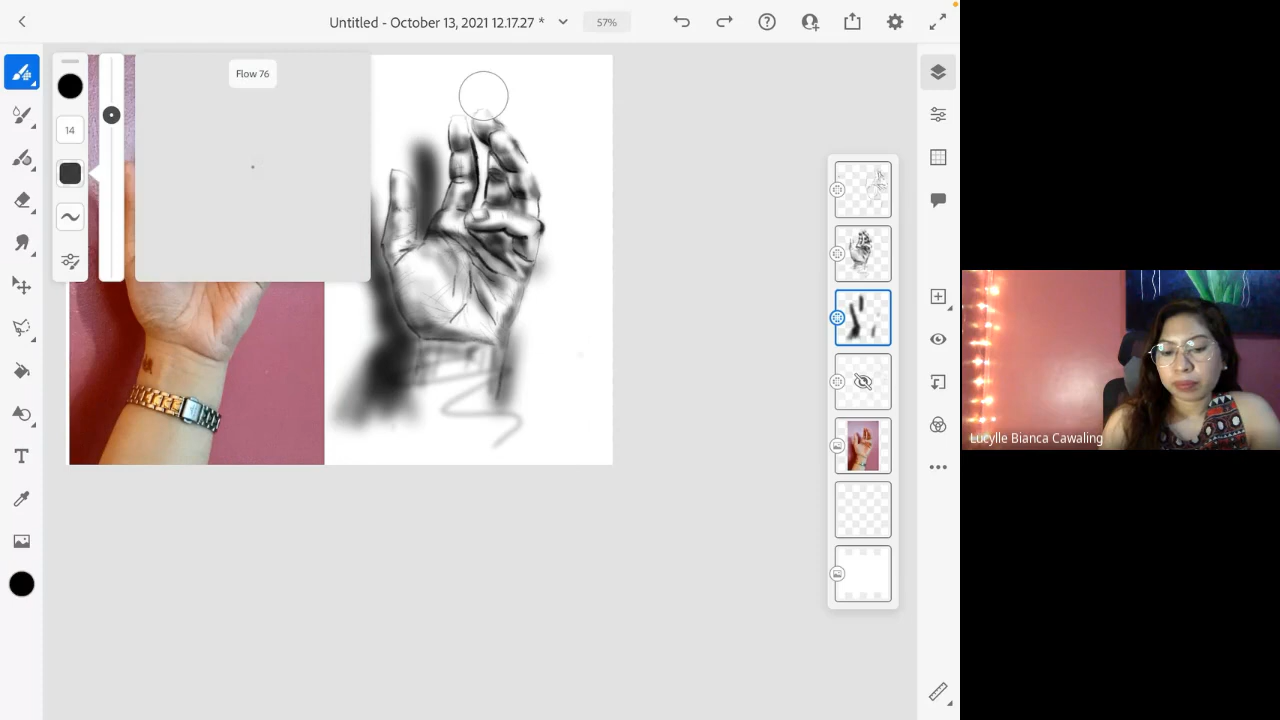 Untitled - October 13, 2021 12.17.27 *
57%
Flow 76
14
Lucylle Bianca Cawaling